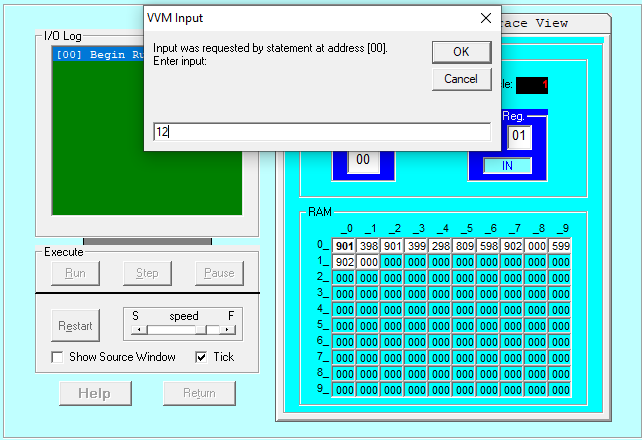 VVM Input
Input was requested by statement at address [00].
Enter input:
OK
Cancel
12
I/O Log
[00] Begin Ru
race View
le:
1
Reg.
00
01
IN
Execute
Run
Step
Pause
Restart
S speed F
Show Source Window
Tick
Help
Return
RAM
_0 _1 _2 _3 _4 _5 _6 _7 _8 _9
0_ 901 398 901 399 298 809 598 902 000 599
1_ 902 000 000 000 000 000 000 000 000 000
2_ 000 000 000 000 000 000 000 000 000 000
3_ 000 000 000 000 000 000 000 000 000 000
4_ 000 000 000 000 000 000 000 000 000 000
5_ 000 000 000 000 000 000 000 000 000 000
6_ 000 000 000 000 000 000 000 000 000 000
7_ 000 000 000 000 000 000 000 000 000 000
8_ 000 000 000 000 000 000 000 000 000 000
9_ 000 000 000 000 000 000 000 000 000 000